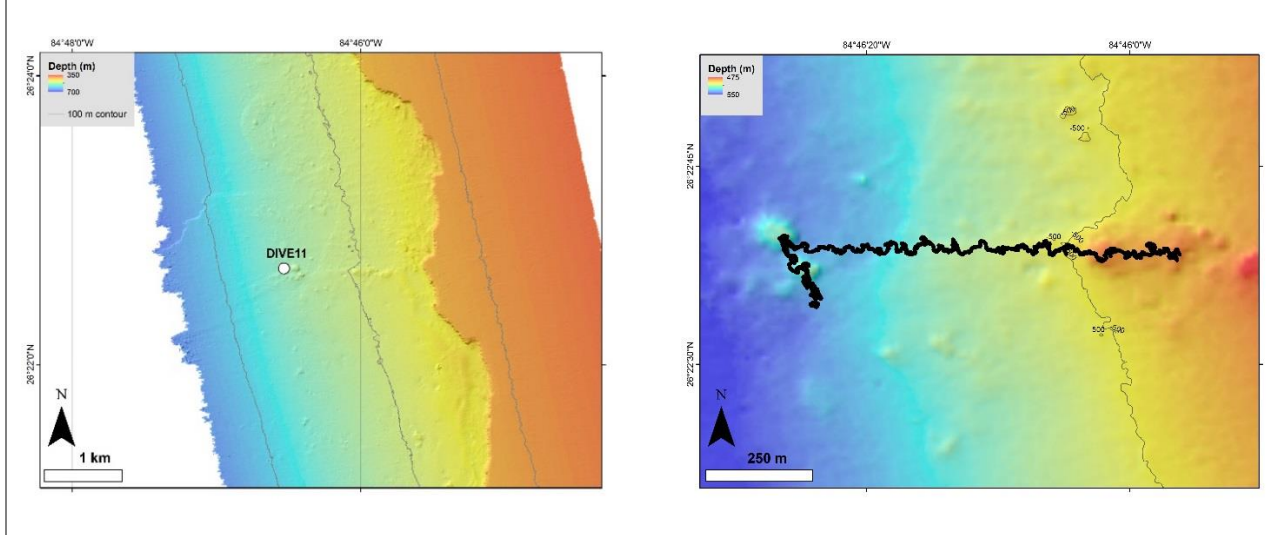 84°48'0"W
84°46'0"W
Depth (m)
350
700
100 m contour
26°24'0"N
DIVE11
26°22'0"N
N
1 km
84°46'20"W
84°46'0"W
Depth (m)
475
550
-500
26°22'45"N
500
26°22'30"N
500
N
250 m